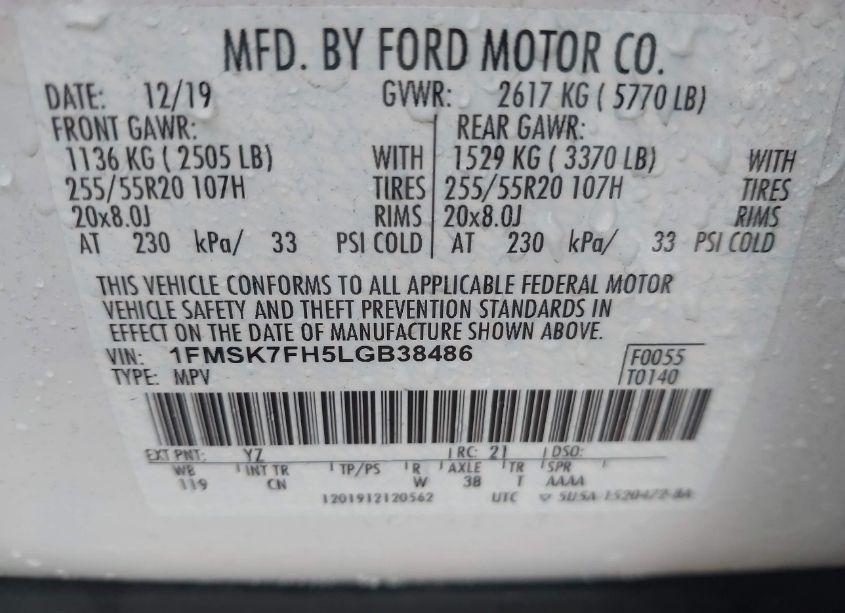 MFD. BY FORD MOTOR CO.
DATE: 12/19 GVWR: 2617 KG ( 5770 LB)
FRONT GAWR: REAR GAWR:
1136 KG ( 2505 LB) WITH 1529 KG ( 3370 LB) WITH
255/55R20 107H TIRES 255/55R20 107H TIRES
20x8.0J RIMS 20x8.0J RIMS
AT 230 kPa/ 33 PSI COLD AT 230 kPa/ 33 PSI COLD
THIS VEHICLE CONFORMS TO ALL APPLICABLE FEDERAL MOTOR
VEHICLE SAFETY AND THEFT PREVENTION STANDARDS IN
EFFECT ON THE DATE OF MANUFACTURE SHOWN ABOVE.
VIN: 1FMSK7FH5LGB38486 F0055
TYPE: MPV T0140
EXT PNT: YZ RC: 21 DSO:
WB INT TR TP/PS R AXLE TR SPR
119 CN W 38 T AAAA
1201912120562 UTC